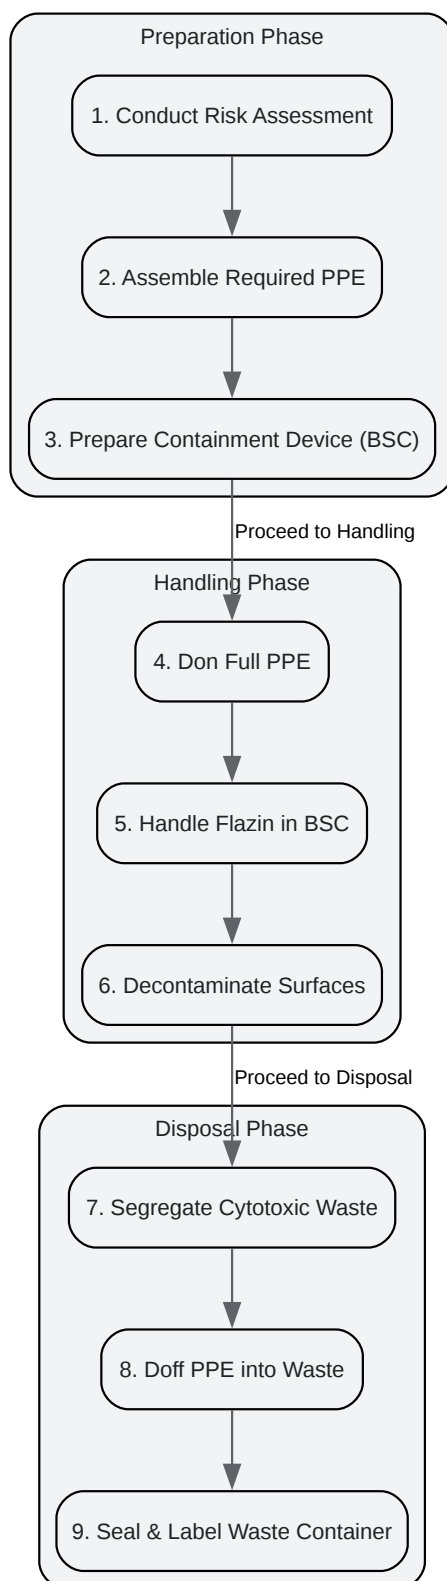 Preparation Phase
1. Conduct Risk Assessment
2. Assemble Required PPE
3. Prepare Containment Device (BSC)
Proceed to Handling
Handling Phase
4. Don Full PPE
5. Handle Flazin in BSC
6. Decontaminate Surfaces
Proceed to Disposal
Disposal Phase
7. Segregate Cytotoxic Waste
8. Doff PPE into Waste
9. Seal & Label Waste Container